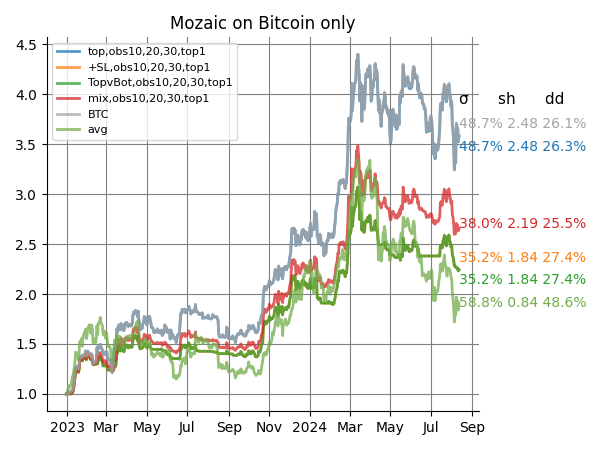 Mozaic on Bitcoin only
top,obs10,20,30,top1
+SL,obs10,20,30,top1
TopvBot,obs10,20,30,top1
mix,obs10,20,30,top1
BTC
avg
4.5
4.0
3.5
3.0
2.5
2.0
1.5
1.0
σ sh dd
48.7% 2.48 26.1%
48.7% 2.48 26.3%
38.0% 2.19 25.5%
35.2% 1.84 27.4%
35.2% 1.84 27.4%
58.8% 0.84 48.6%
2023 Mar May Jul Sep Nov 2024 Mar May Jul Sep